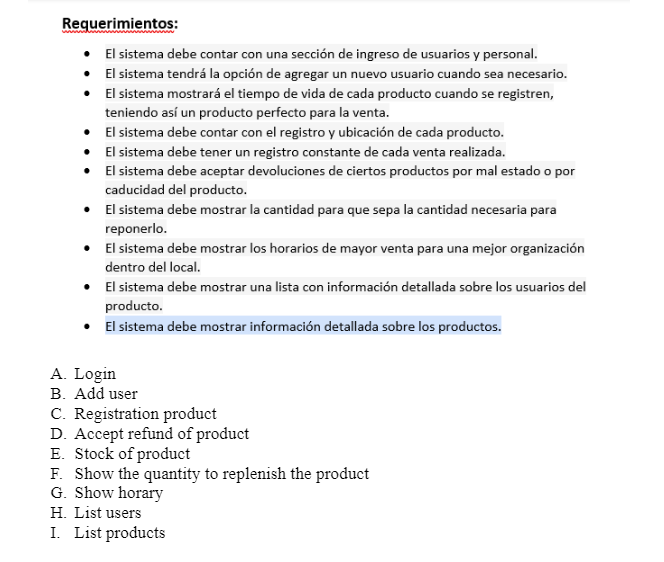 Requerimientos:
• El sistema debe contar con una sección de ingreso de usuarios y personal.
• El sistema tendrá la opción de agregar un nuevo usuario cuando sea necesario.
• El sistema mostrará el tiempo de vida de cada producto cuando se registren,
teniendo así un producto perfecto para la venta.
• El sistema debe contar con el registro y ubicación de cada producto.
• El sistema debe tener un registro constante de cada venta realizada.
• El sistema debe aceptar devoluciones de ciertos productos por mal estado o por
caducidad del producto.
• El sistema debe mostrar la cantidad para que sepa la cantidad necesaria para
reponerlo.
• El sistema debe mostrar los horarios de mayor venta para una mejor organización
dentro del local.
• El sistema debe mostrar una lista con información detallada sobre los usuarios del
producto.
• El sistema debe mostrar información detallada sobre los productos.
A. Login
B. Add user
C. Registration product
D. Accept refund of product
E. Stock of product
F. Show the quantity to replenish the product
G. Show horary
H. List users
I. List products